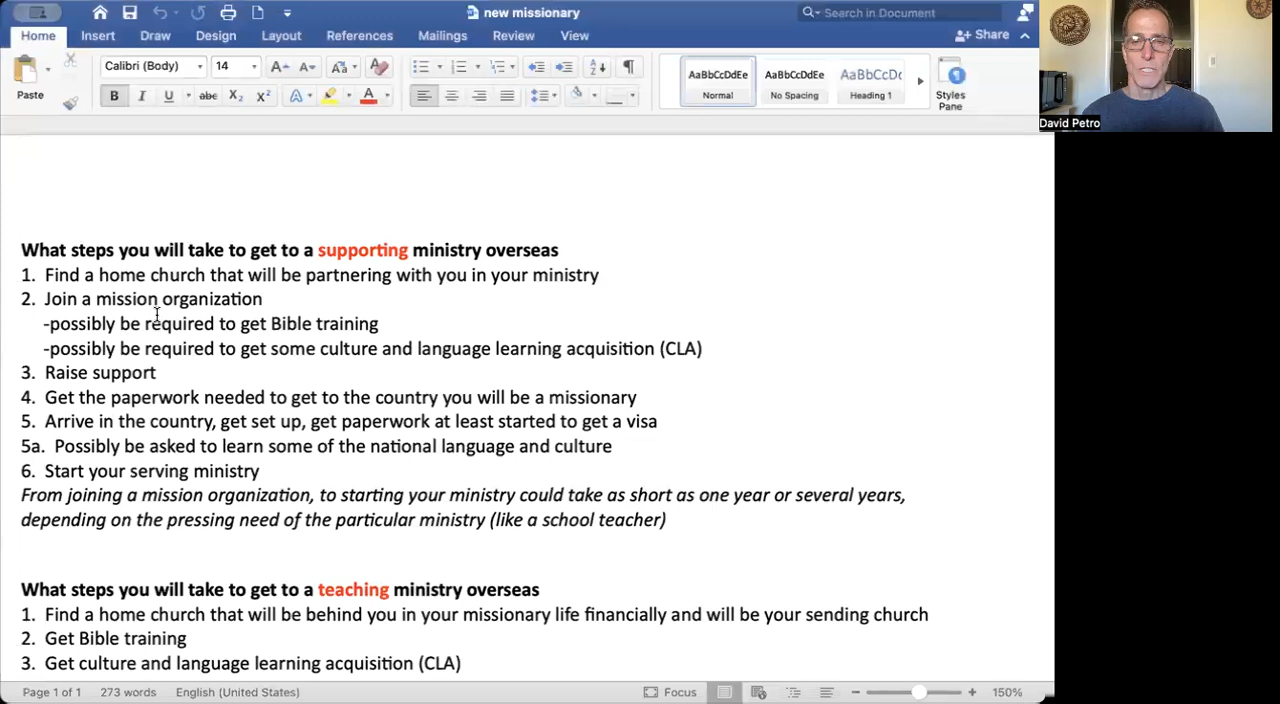 new missionary
Search in Document
Home Insert Draw Design Layout References Mailings Review View Share
Paste
Calibri (Body) 14
AaBbCcDdEe AaBbCcDdEe AaBbCcDc
Normal No Spacing Heading 1
Styles
Pane
David Petro
What steps you will take to get to a supporting ministry overseas
1. Find a home church that will be partnering with you in your ministry
2. Join a mission organization
-possibly be required to get Bible training
-possibly be required to get some culture and language learning acquisition (CLA)
3. Raise support
4. Get the paperwork needed to get to the country you will be a missionary
5. Arrive in the country, get set up, get paperwork at least started to get a visa
5a. Possibly be asked to learn some of the national language and culture
6. Start your serving ministry
From joining a mission organization, to starting your ministry could take as short as one year or several years,
depending on the pressing need of the particular ministry (like a school teacher)
What steps you will take to get to a teaching ministry overseas
1. Find a home church that will be behind you in your missionary life financially and will be your sending church
2. Get Bible training
3. Get culture and language learning acquisition (CLA)
Page 1 of 1 273 words English (United States) Focus 150%